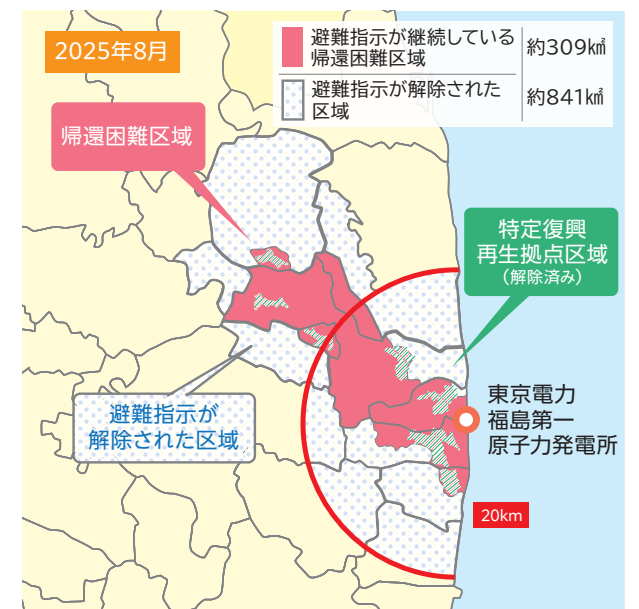 2025年8月
避難指示が継続している
帰還困難区域
約309㎢
避難指示が解除された
区域
約841㎢
帰還困難区域
特定復興
再生拠点区域
(解除済み)
避難指示が
解除された区域
東京電力
福島第一
原子力発電所
20km